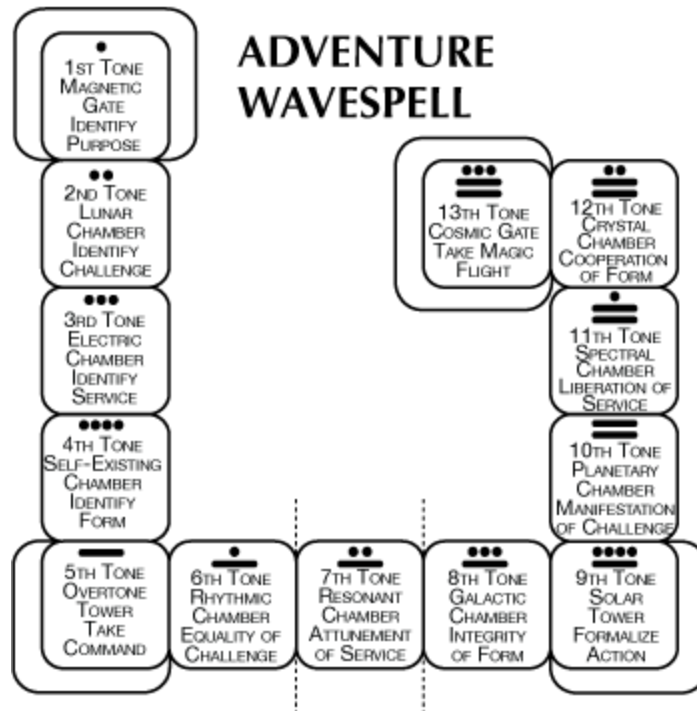 ADVENTURE
WAVESPELL
1ST TONE
MAGNETIC
GATE
IDENTIFY
PURPOSE
2ND TONE
LUNAR
CHAMBER
IDENTIFY
CHALLENGE
3RD TONE
ELECTRIC
CHAMBER
IDENTIFY
SERVICE
4TH TONE
SELF-EXISTING
CHAMBER
IDENTIFY
FORM
5TH TONE
OVERTONE
TOWER
TAKE
COMMAND
6TH TONE
RHYTHMIC
CHAMBER
EQUALITY OF
CHALLENGE
7TH TONE
RESONANT
CHAMBER
ATTUNEMENT
OF SERVICE
8TH TONE
GALACTIC
CHAMBER
INTEGRITY
OF FORM
9TH TONE
SOLAR
TOWER
FORMALIZE
ACTION
10TH TONE
PLANETARY
CHAMBER
MANIFESTATION
OF CHALLENGE
11TH TONE
SPECTRAL
CHAMBER
LIBERATION OF
SERVICE
12TH TONE
CRYSTAL
CHAMBER
COOPERATION
OF FORM
13TH TONE
COSMIC GATE
TAKE MAGIC
FLIGHT